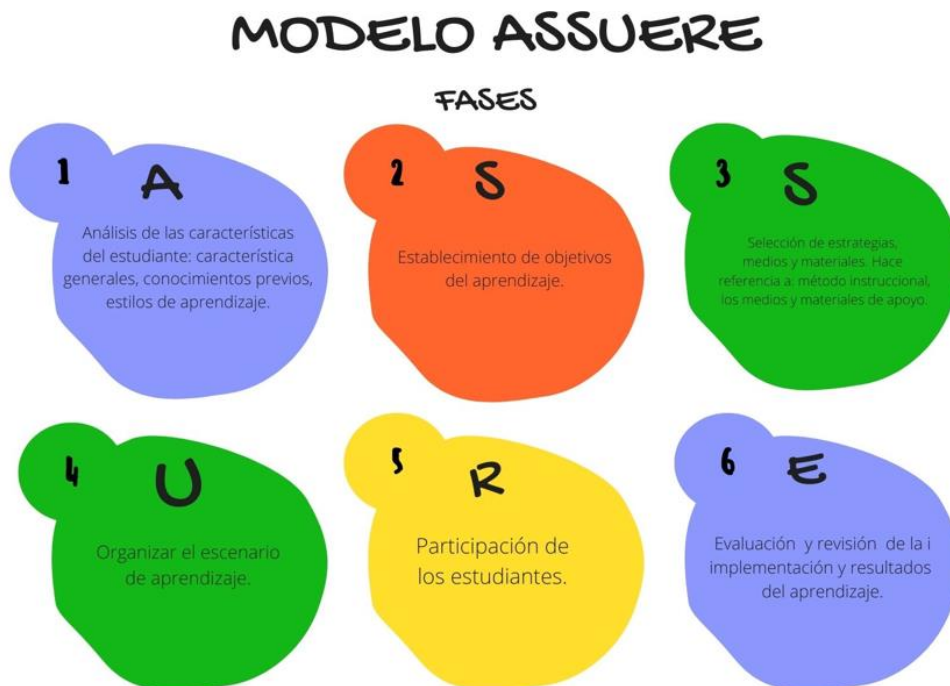 MODELO ASSUERE
FASES
1 A
Análisis de las características
del estudiante: característica
generales, conocimientos previos,
estilos de aprendizaje.
2 S
Establecimiento de objetivos
del aprendizaje.
3 S
Selección de estrategias,
medios y materiales. Hace
referencia a: método instruccional,
los medios y materiales de apoyo.
4 U
Organizar el escenario
de aprendizaje.
5 R
Participación de
los estudiantes.
6 E
Evaluación y revisión de la i
implementación y resultados
del aprendizaje.